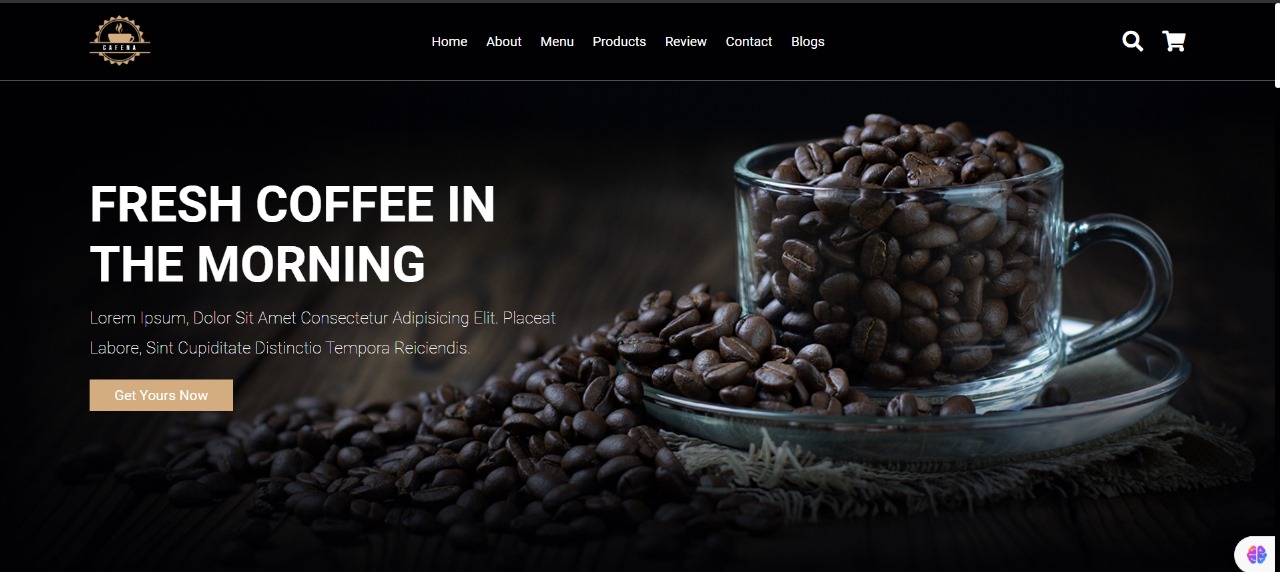 CAFENA
Home About Menu Products Review Contact Blogs
FRESH COFFEE IN
THE MORNING
Lorem Ipsum, Dolor Sit Amet Consectetur Adipisicing Elit. Placeat
Labore, Sint Cupiditate Distinctio Tempora Reiciendis.
Get Yours Now